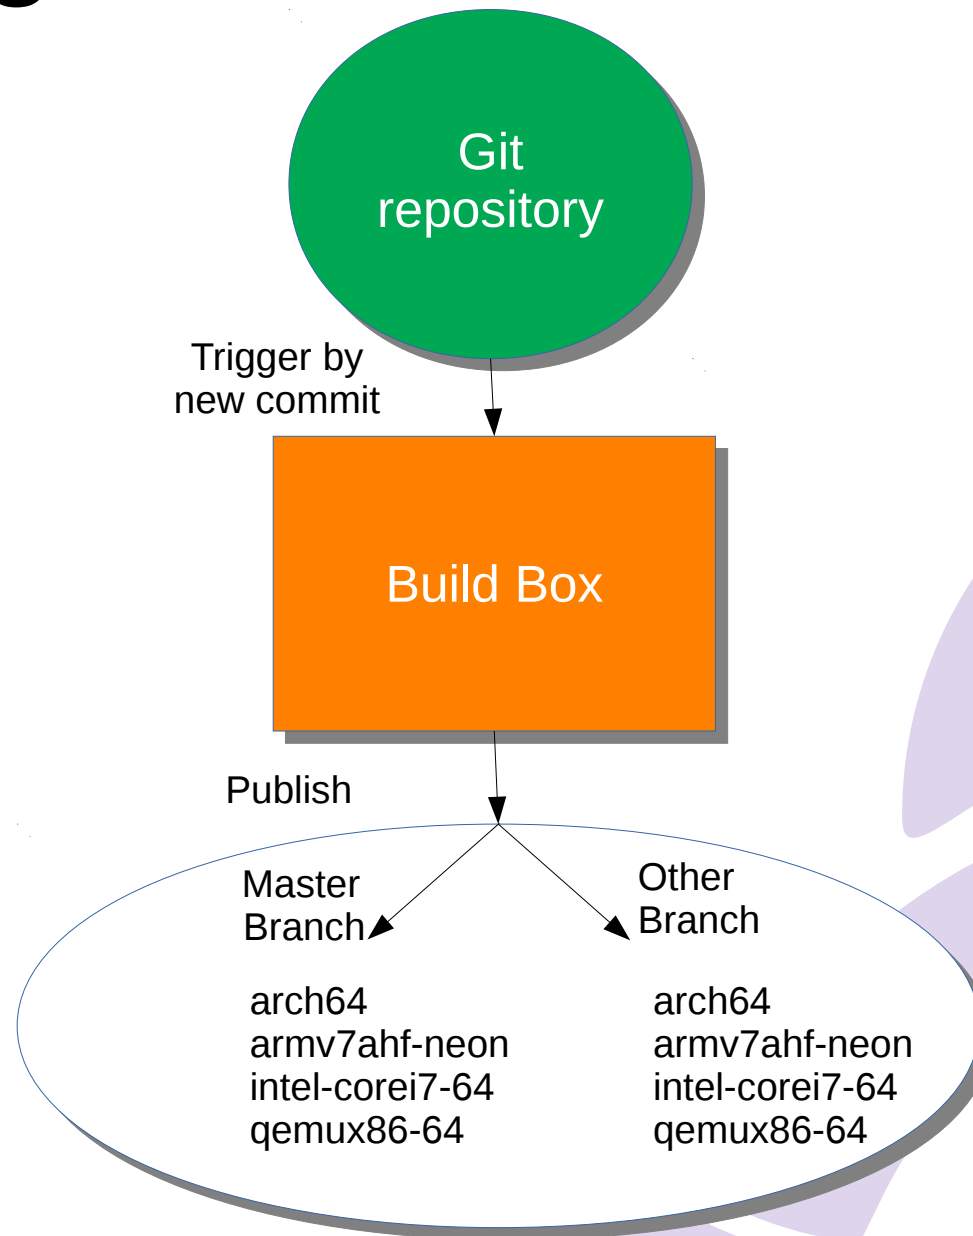 Git
repository
Trigger by
new commit
Build Box
Publish
Master
Branch
Other
Branch
arch64
armv7ahf-neon
intel-corei7-64
qemux86-64
arch64
armv7ahf-neon
intel-corei7-64
qemux86-64